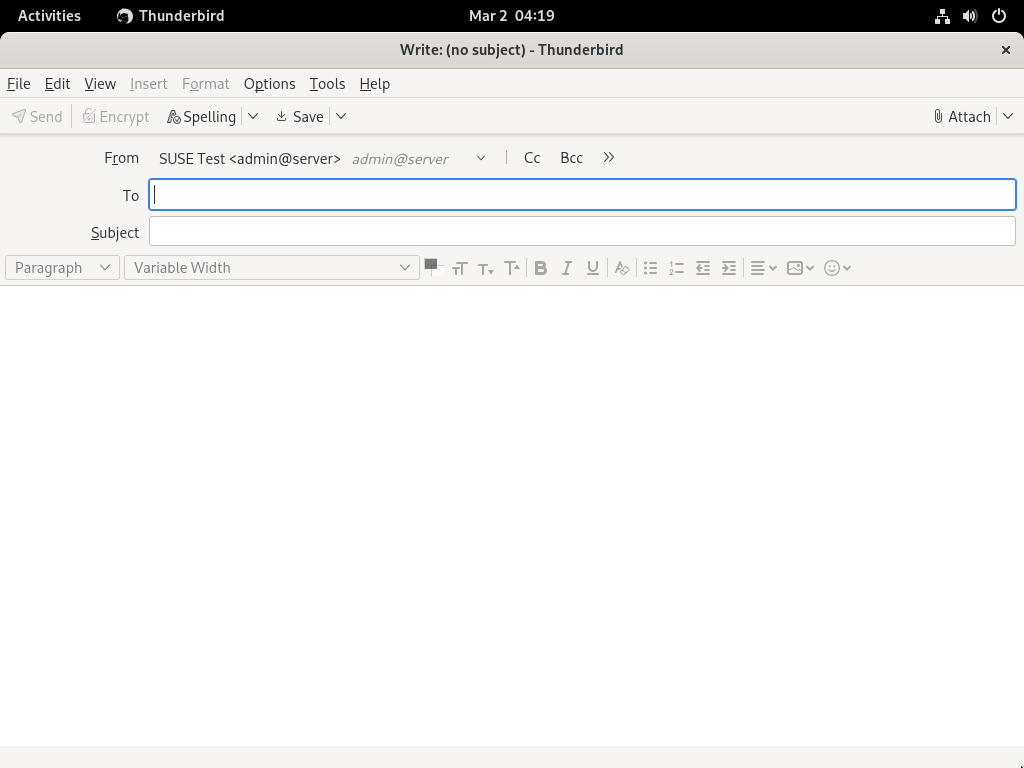 Activities Thunderbird Mar 2 04:19
Write: (no subject) - Thunderbird
File Edit View Insert Format Options Tools Help
Send Encrypt Spelling Save Attach
From SUSE Test <admin@server> admin@server Cc Bcc
To
Subject
Paragraph Variable Width